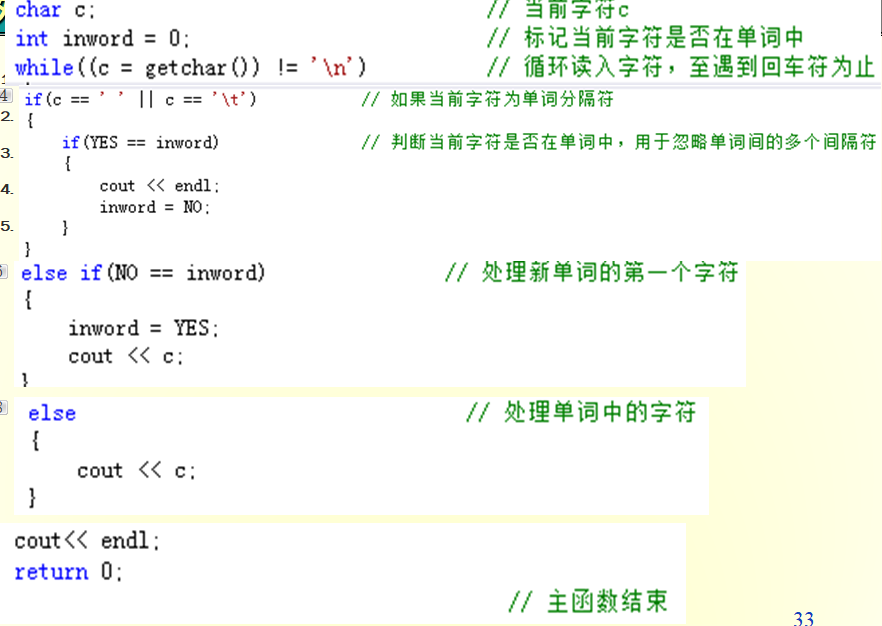 char c;                // 当前字符c
int inword = 0;        // 标记当前字符是否在单词中
while((c = getchar()) != '\n')        // 循环读入字符，至遇到回车符为止
4 if(c == ' ' || c == '\t')        // 如果当前字符为单词分隔符
2. {
if(YES == inword)        // 判断当前字符是否在单词中，用于忽略单词间的多个间隔符
3. {
4. cout << endl;
inword = NO;
5. }
}
else if(NO == inword)        // 处理新单词的第一个字符
{
inword = YES;
cout << c;
}
else        // 处理单词中的字符
{
cout << c;
}
cout<< endl;
return 0;
// 主函数结束
33